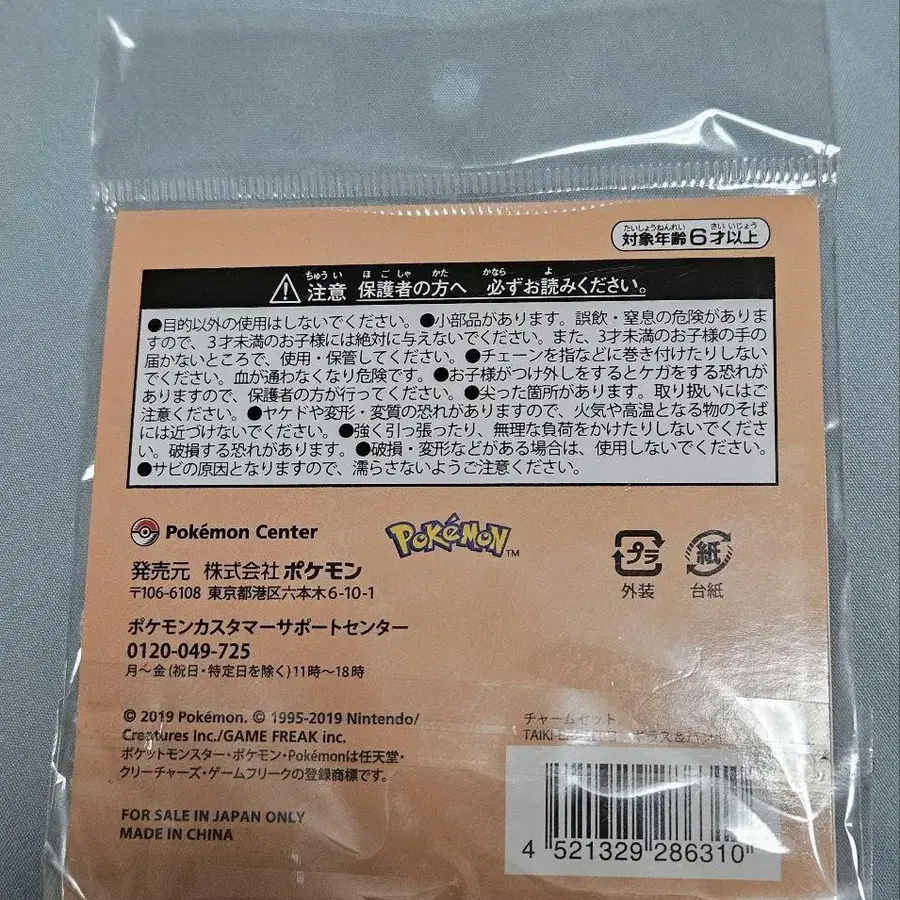 たいしょうねんれい さい いじょう
対象年齢6才以上
ちゅうい ほごしゃ かた かなら よ
注意 保護者の方へ 必ずお読みください。
●目的以外の使用はしないでください。●小部品があります。誤飲・窒息の危険がありま
すので、3才未満のお子様には絶対に与えないでください。また、3才未満のお子様の手の
届かないところで、使用・保管してください。●チェーンを指などに巻き付けたりしない
でください。血が通わなくなり危険です。●お子様がつけ外しをするとケガをする恐れが
ありますので、保護者の方が行ってください。●尖った箇所があります。取り扱いにはご
注意ください。●ヤケドや変形・変質の恐れがありますので、火気や高温となる物のそば
には近づけないでください。●強く引っ張ったり、無理な負荷をかけたりしないでくださ
い。破損する恐れがあります。●破損・変形などがある場合は、使用しないでください。
●サビの原因となりますので、濡らさないようご注意ください。
Pokémon Center
POKéMON™
プラ
外装
紙
台紙
発売元 株式会社ポケモン
〒106-6108 東京都港区六本木6-10-1
ポケモンカスタマーサポートセンター
0120-049-725
月〜金(祝日・特定日を除く)11時〜18時
© 2019 Pokémon. © 1995-2019 Nintendo/
Creatures Inc./GAME FREAK inc.
ポケットモンスター・ポケモン・Pokémonは任天堂・
クリーチャーズ・ゲームフリークの登録商標です。
FOR SALE IN JAPAN ONLY
MADE IN CHINA
チャームセット
TAIKI
4 521329 286310